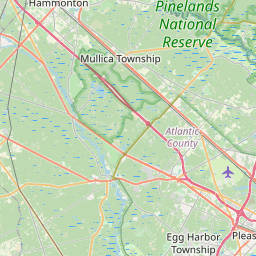 Hammonton
Pinelands
National
Reserve
Mullica Township
Atlantic
County
Egg Harbor
Township
Pleas